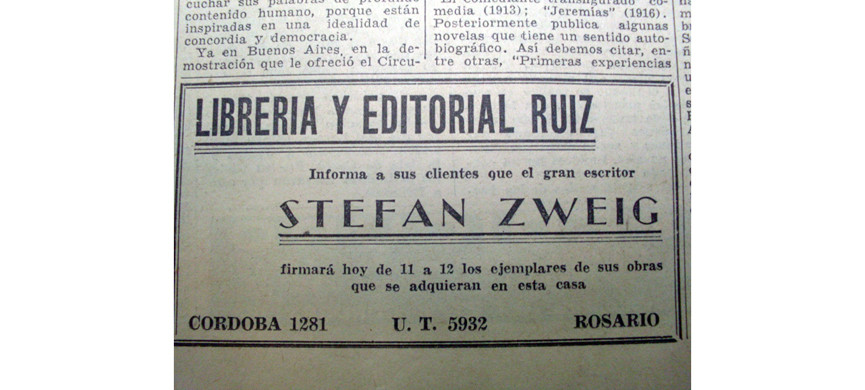 cuchar sus palabras de profundo
contenido humano, porque están
inspiradas en una idealidad de
concordia y democracia.
Ya en Buenos Aires, en la de-
mostración que le ofreció el Círcu-
media (1913); "Jeremías" (1916).
Posteriormente publica algunas
novelas que tiene un sentido auto-
biográfico. Así debemos citar, en-
tre otras, "Primeras experiencias
LIBRERIA Y EDITORIAL RUIZ
Informa a sus clientes que el gran escritor
STEFAN ZWEIG
firmará hoy de 11 a 12 los ejemplares de sus obras
que se adquieran en esta casa
CORDOBA 1281 U. T. 5932 ROSARIO